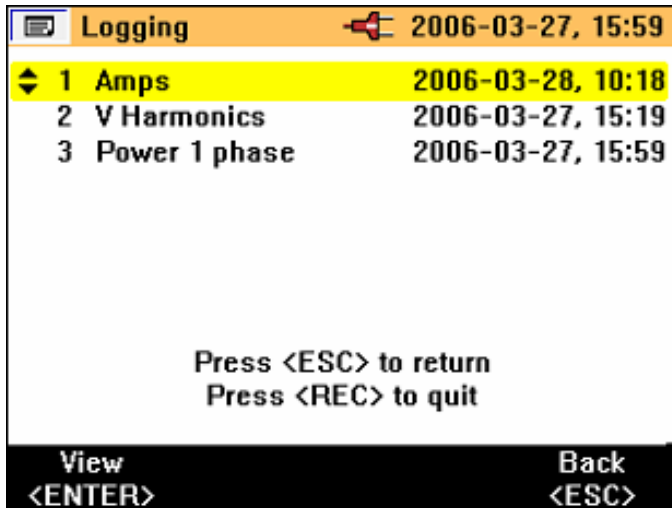 Logging 2006-03-27, 15:59
1 Amps 2006-03-28, 10:18
2 V Harmonics 2006-03-27, 15:19
3 Power 1 phase 2006-03-27, 15:59
Press <ESC> to return
Press <REC> to quit
View Back
<ENTER> <ESC>